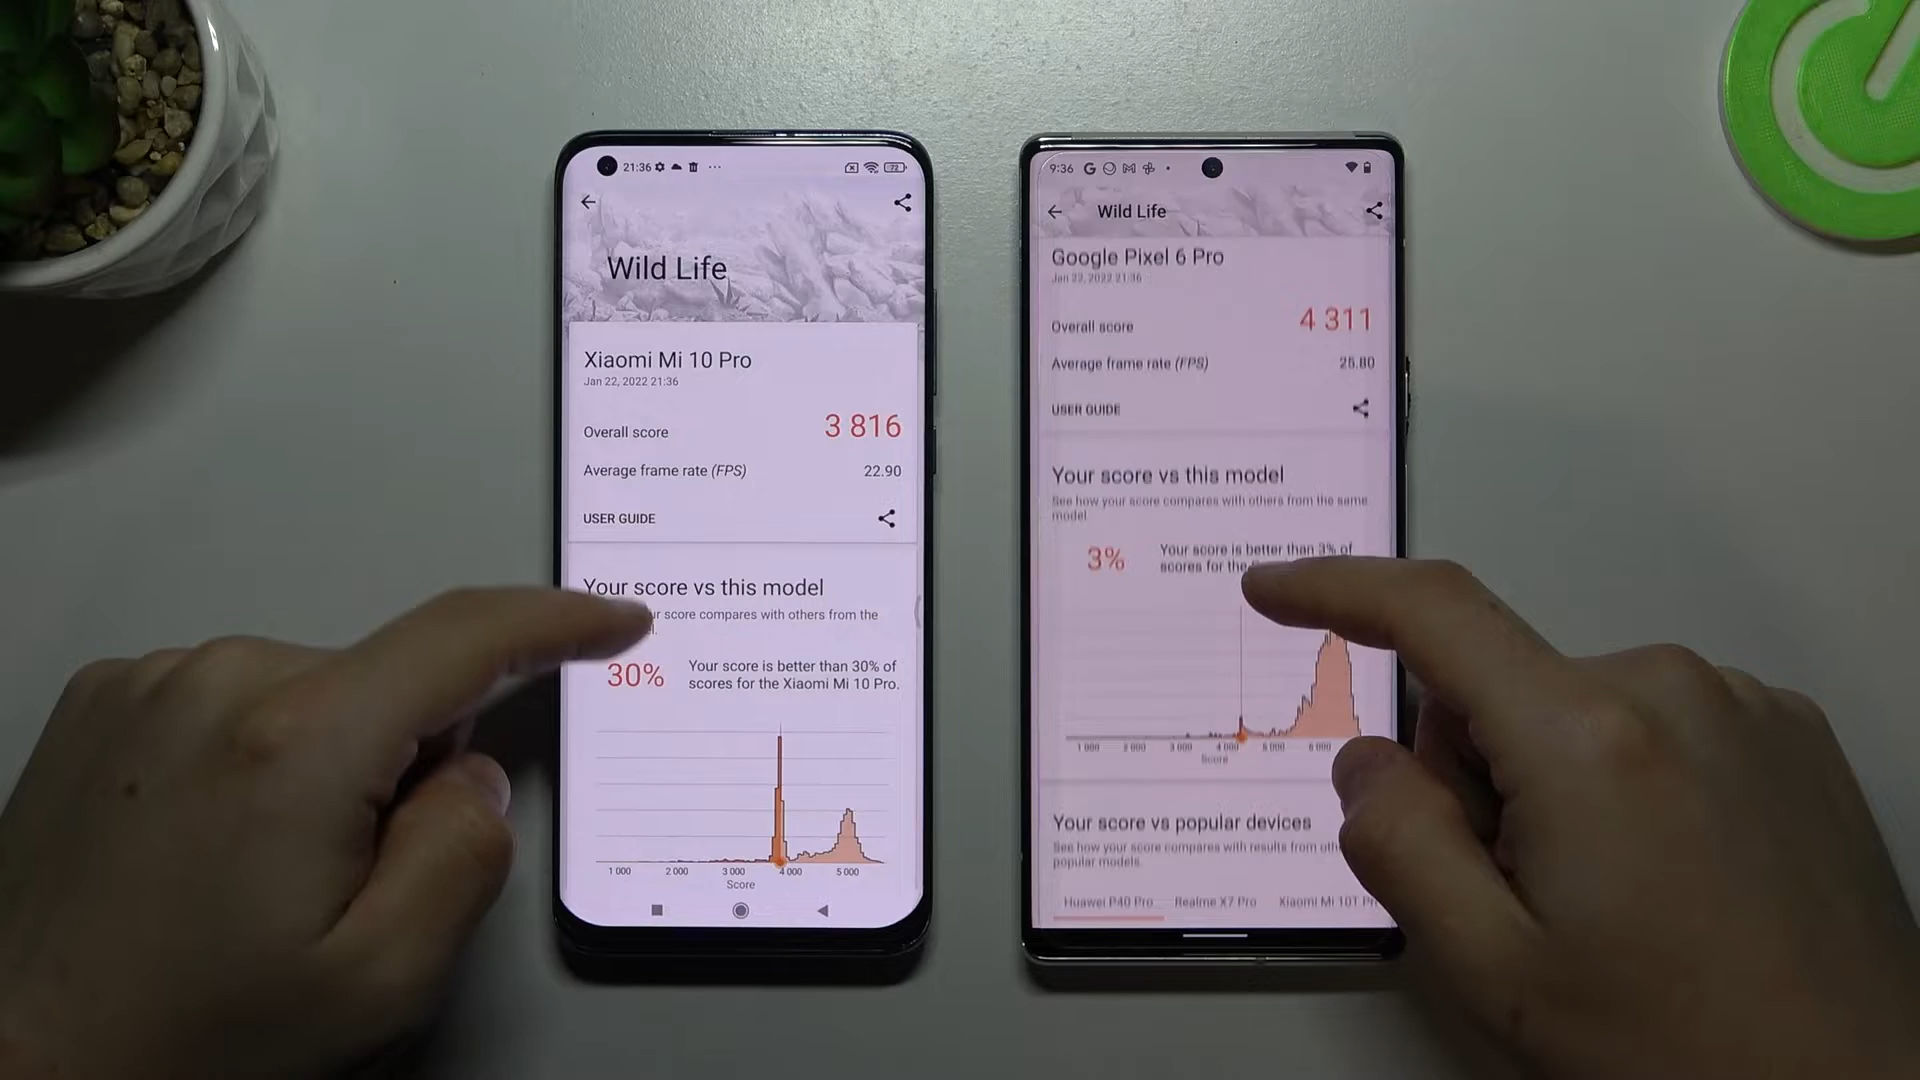 21:36
72
Wild Life
Xiaomi Mi 10 Pro
Jan 22, 2022 21:36
Overall score
3 816
Average frame rate (FPS)
22.90
USER GUIDE
Your score vs this model
score compares with others from the
30%
Your score is better than 30% of
scores for the Xiaomi Mi 10 Pro.
1 000 2 000 3 000 4 000 5 000
Score
9:36
Wild Life
Google Pixel 6 Pro
Jan 22, 2022 21:36
Overall score
4 311
Average frame rate (FPS)
25.80
USER GUIDE
Your score vs this model
See how your score compares with others from the same
model
3%
Your score is better than 3% of
scores for the
1 000 2 000 3 000 4 000 5 000 6 000
Score
Your score vs popular devices
See how your score compares with results from
popular models.
Huawei P40 Pro Realme X7 Pro Xiaomi Mi 10T